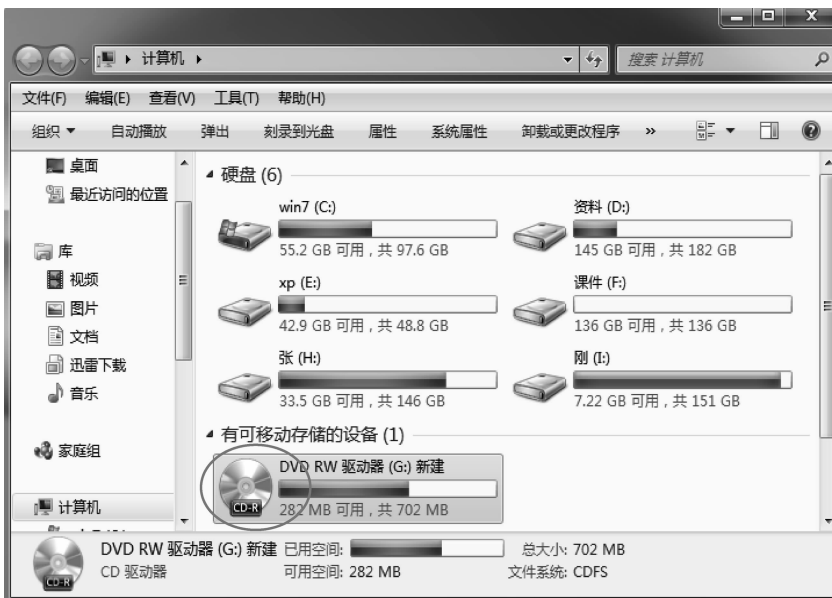 计算机
搜索 计算机
文件(F) 编辑(E) 查看(V) 工具(T) 帮助(H)
组织 自动播放 弹出 刻录到光盘 属性 系统属性 卸载或更改程序 »
桌面
最近访问的位置
库
视频
图片
文档
迅雷下载
音乐
家庭组
计算机
硬盘 (6)
win7 (C:)
55.2 GB 可用，共 97.6 GB
资料 (D:)
145 GB 可用，共 182 GB
xp (E:)
42.9 GB 可用，共 48.8 GB
课件 (F:)
136 GB 可用，共 136 GB
张 (H:)
33.5 GB 可用，共 146 GB
刚 (I:)
7.22 GB 可用，共 151 GB
有可移动存储的设备 (1)
DVD RW 驱动器 (G:) 新建
CD-R
282 MB 可用，共 702 MB
DVD RW 驱动器 (G:) 新建 已用空间: 总大小: 702 MB
CD 驱动器 可用空间: 282 MB 文件系统: CDFS
CD-R